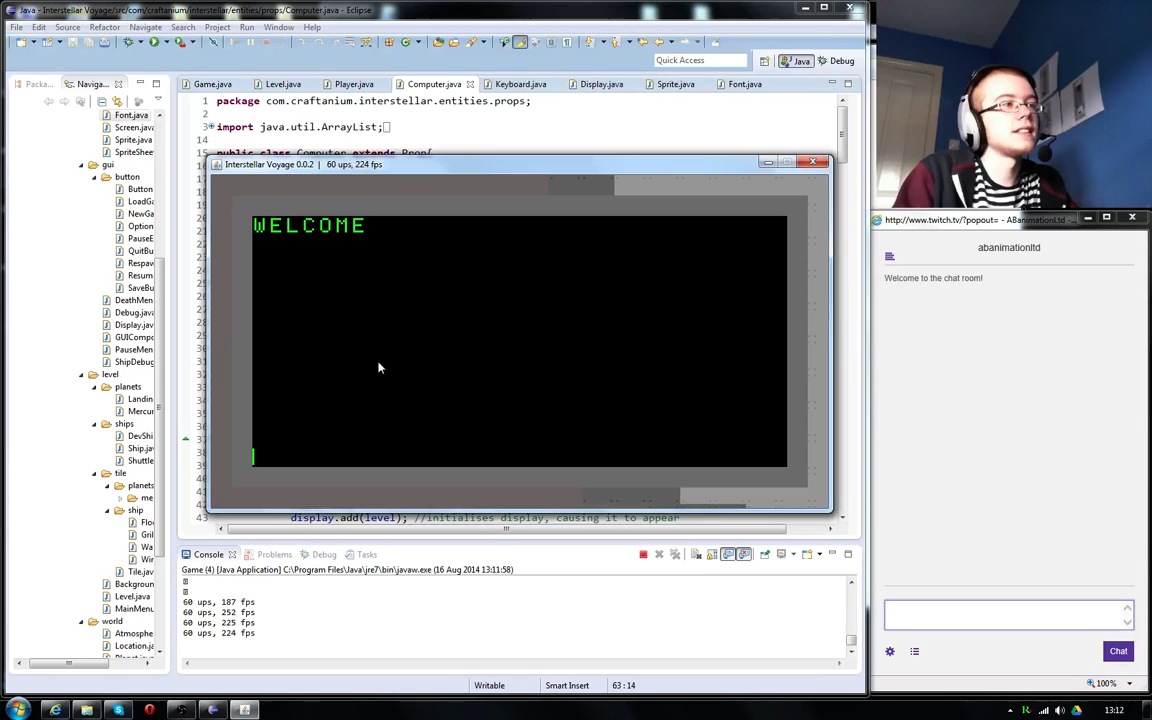 Java - Interstellar Voyage/src/com/craftanium/interstellar/entities/props/Computer.java - Eclipse
File Edit Source Refactor Navigate Search Project Run Window Help
Quick Access
Java
Debug
Packa...
Naviga...
Game.java
Level.java
Player.java
Computer.java
Keyboard.java
Display.java
Sprite.java
Font.java
Font.java
Screen.java
Sprite.java
SpriteShee
gui
button
Button
LoadGa
NewGa
Option
PauseE
QuitBu
Respav
Resum
SaveBu
DeathMen
Debug.java
Display.jav
GUICompo
PauseMen
ShipDebug
level
planets
Landin
Mercur
ships
DevShi
Ship.jav
Shuttle
tile
planets
me
ship
Floo
Gril
Wa
Wir
Tile.java
Backgroun
Level.java
MainMenu
world
Atmosphe
Location.ja
1 package com.craftanium.interstellar.entities.props;
2
3 import java.util.ArrayList;
14
15 public class Computer extends Prop{
Interstellar Voyage 0.0.2 | 60 ups, 224 fps
WELCOME
43 display.add(level); //initialises display, causing it to appear
Console
Problems
Debug
Tasks
Game (4) [Java Application] C:\Program Files\Java\jre7\bin\javaw.exe (16 Aug 2014 13:11:58)
60 ups, 187 fps
60 ups, 252 fps
60 ups, 225 fps
60 ups, 224 fps
Writable
Smart Insert
63 : 14
http://www.twitch.tv/?popout= - ABanimationLtd -...
abanimationltd
Welcome to the chat room!
Chat
100%
13:12